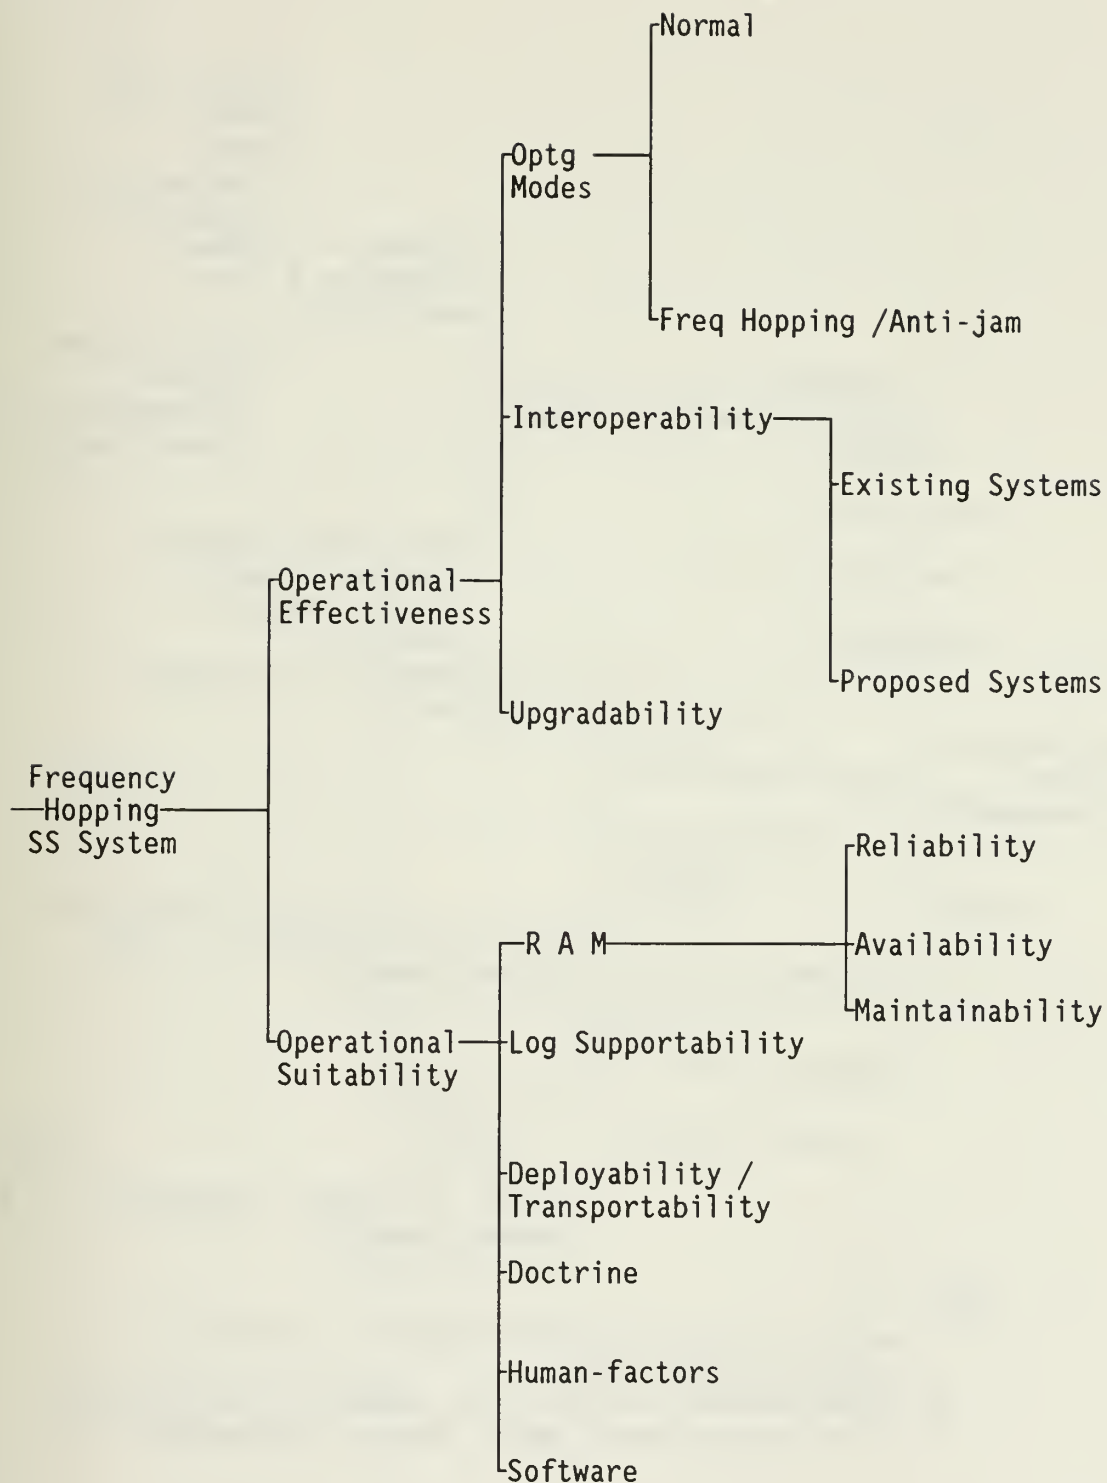 Normal
Optg
Modes
Freq Hopping /Anti-jam
Interoperability
Existing Systems
Operational
Effectiveness
Proposed Systems
Upgradability
Frequency
Hopping
SS System
Reliability
R A M
Availability
Maintainability
Operational
Suitability
Log Supportability
Deployability /
Transportability
Doctrine
Human-factors
Software